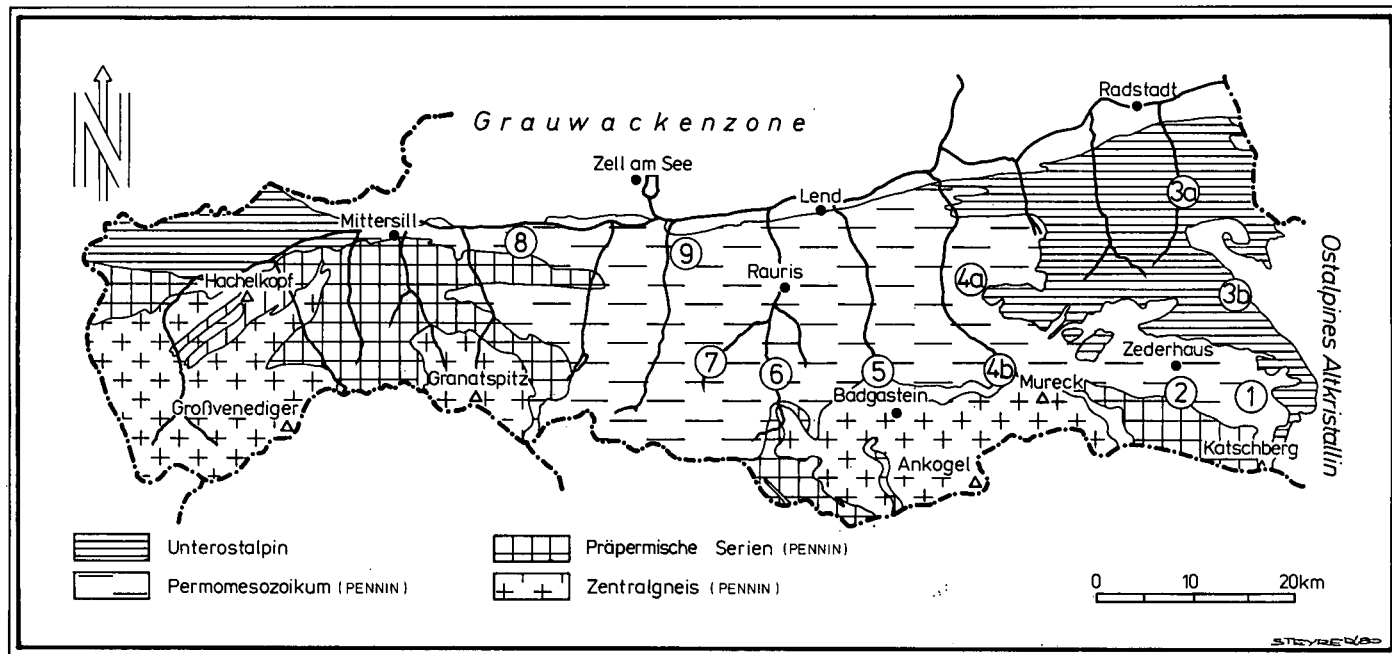 N
Grauwackenzone
Radstadt
Zell am See
Lend
3a
Mittersill
8
9
Rauris
Hachelkopf
4a
3b
Ostalpines Altkristallin
Zederhaus
7
6
5
4b
Mureck
2
1
Granatspitz
Badgastein
Großvenediger
Ankogel
Katschberg
Unterostalpin
Präpermische Serien (PENNIN)
Permomesozoikum (PENNIN)
Zentralgneis (PENNIN)
0 10 20km
STEYRER/80